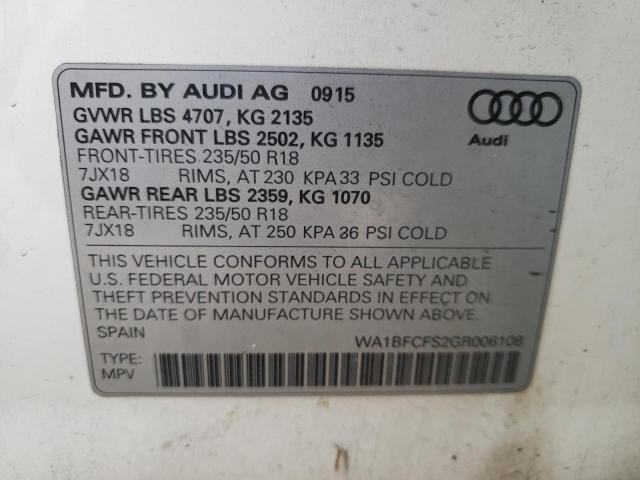 MFD. BY AUDI AG 0915
GVWR LBS 4707, KG 2135
GAWR FRONT LBS 2502, KG 1135
FRONT-TIRES 235/50 R18
7JX18 RIMS, AT 230 KPA 33 PSI COLD
GAWR REAR LBS 2359, KG 1070
REAR-TIRES 235/50 R18
7JX18 RIMS, AT 250 KPA 36 PSI COLD
Audi
THIS VEHICLE CONFORMS TO ALL APPLICABLE
U.S. FEDERAL MOTOR VEHICLE SAFETY AND
THEFT PREVENTION STANDARDS IN EFFECT ON
THE DATE OF MANUFACTURE SHOWN ABOVE.
SPAIN
WA1BFCFS2GR006108
TYPE:
MPV